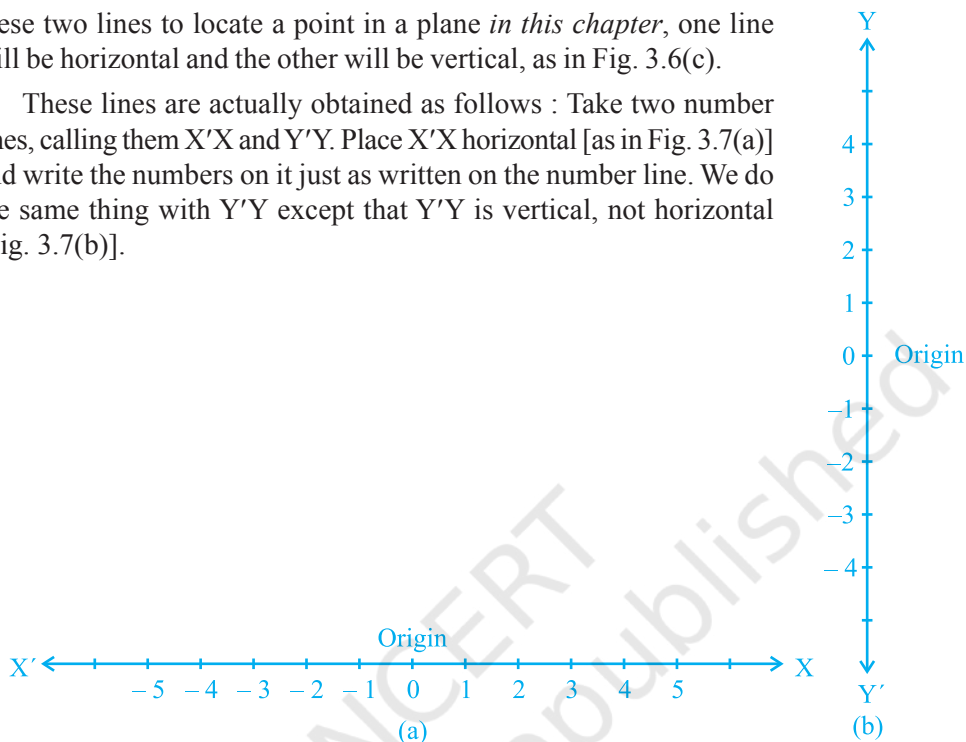 ese two lines to locate a point in a plane in this chapter, one line
ill be horizontal and the other will be vertical, as in Fig. 3.6(c).
These lines are actually obtained as follows : Take two number
nes, calling them X′X and Y′Y. Place X′X horizontal [as in Fig. 3.7(a)]
d write the numbers on it just as written on the number line. We do
e same thing with Y′Y except that Y′Y is vertical, not horizontal
ig. 3.7(b)].
Y
4
3
2
1
0 Origin
–1
–2
–3
– 4
Y′
(b)
Origin
X′ X
– 5 – 4 – 3 – 2 – 1 0 1 2 3 4 5
(a)
NCERT
published